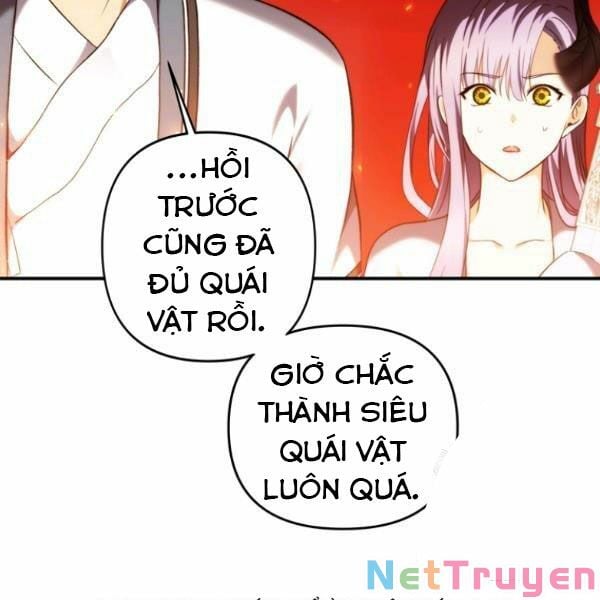 ...HỒI
TRƯỚC
CŨNG ĐÃ
ĐỦ QUÁI
VẬT RỒI.
GIỜ CHẮC
THÀNH SIÊU
QUÁI VẬT
LUÔN QUÁ.
NetTruyen